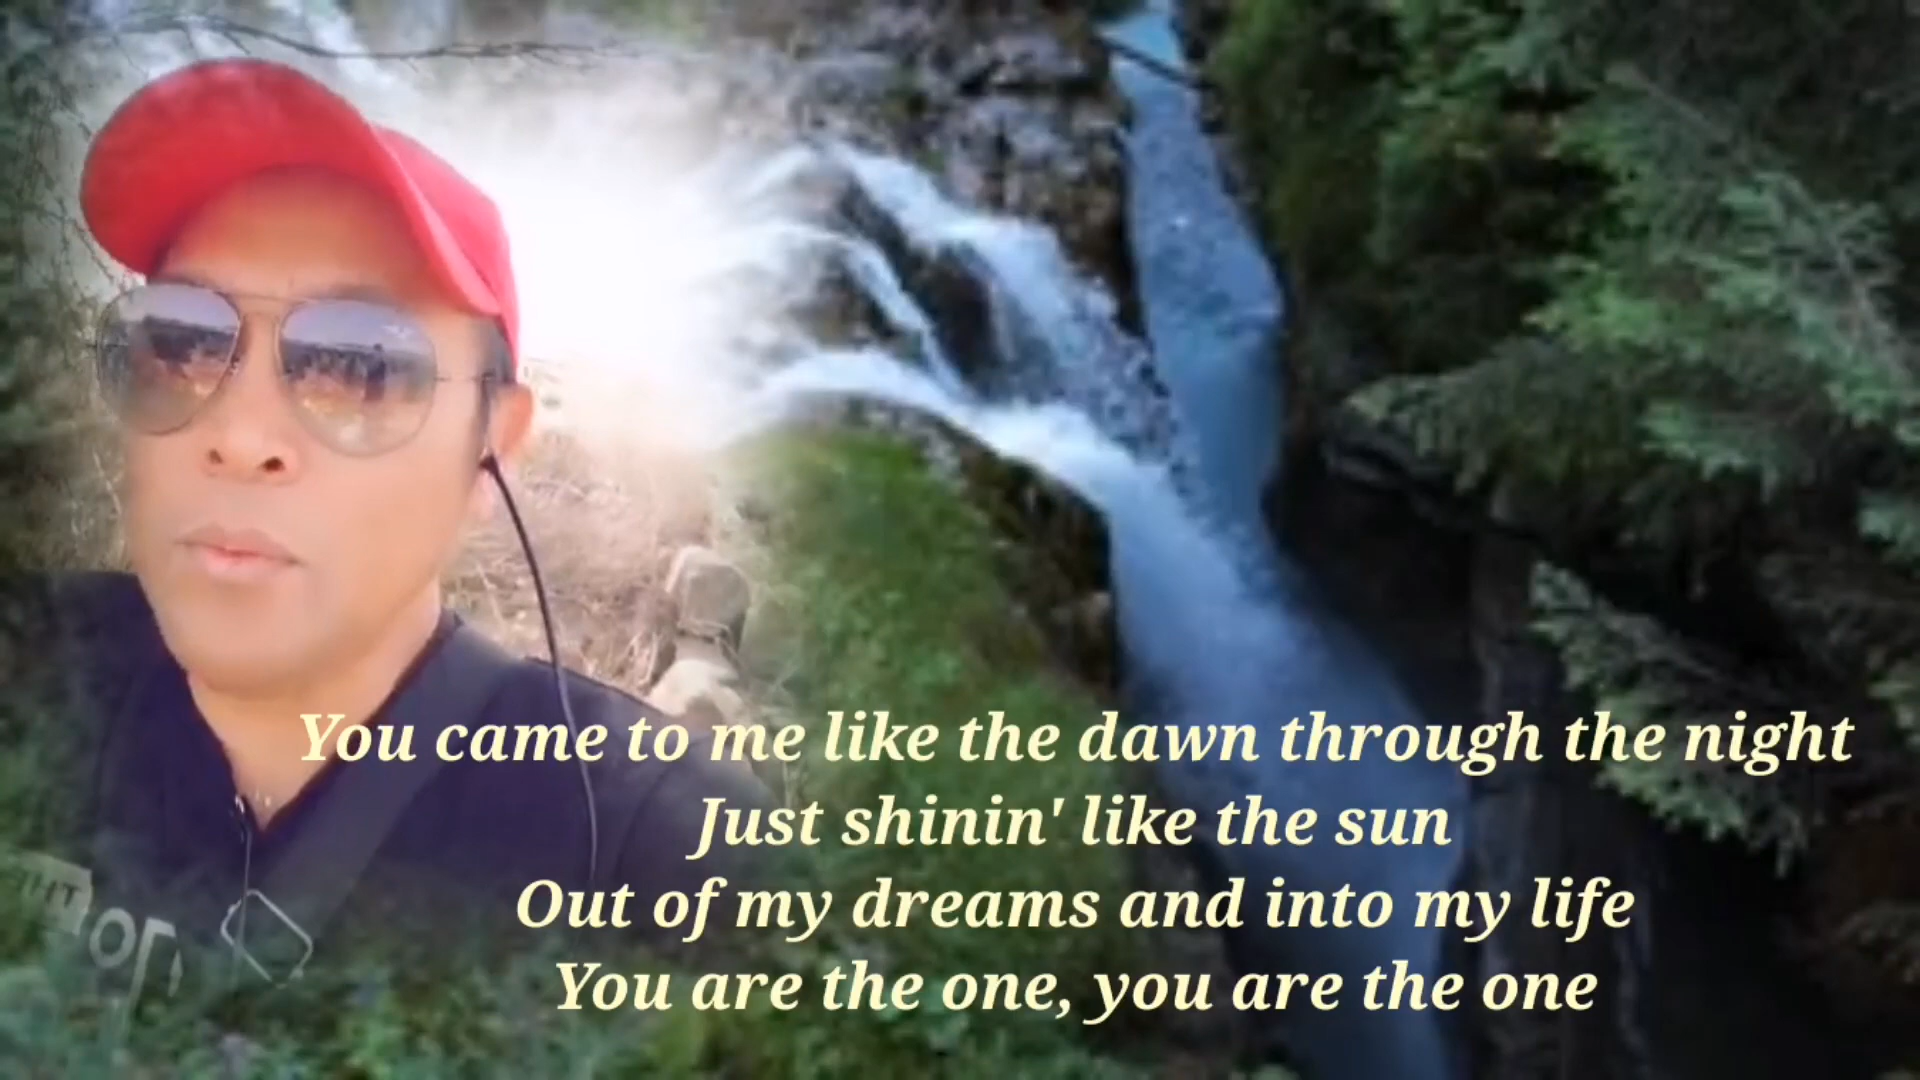 You came to me like the dawn through the night
Just shinin' like the sun
Out of my dreams and into my life
You are the one, you are the one